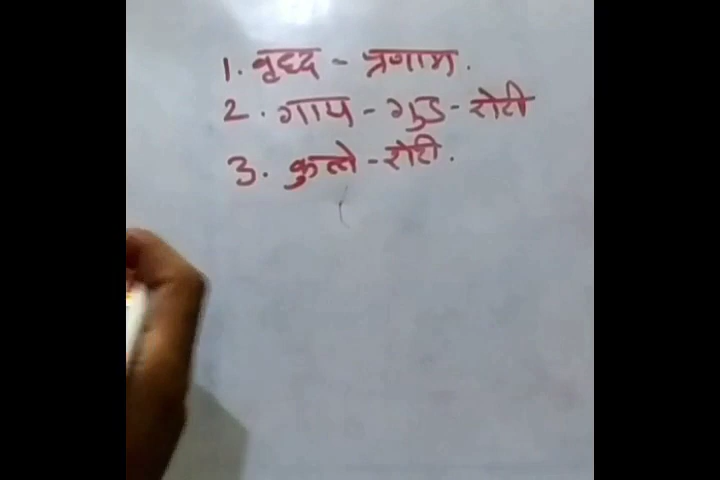 1. वृद्द - प्रणाम.
2. गाय - गुड - रोटी
3. कुत्ते - रोटी.